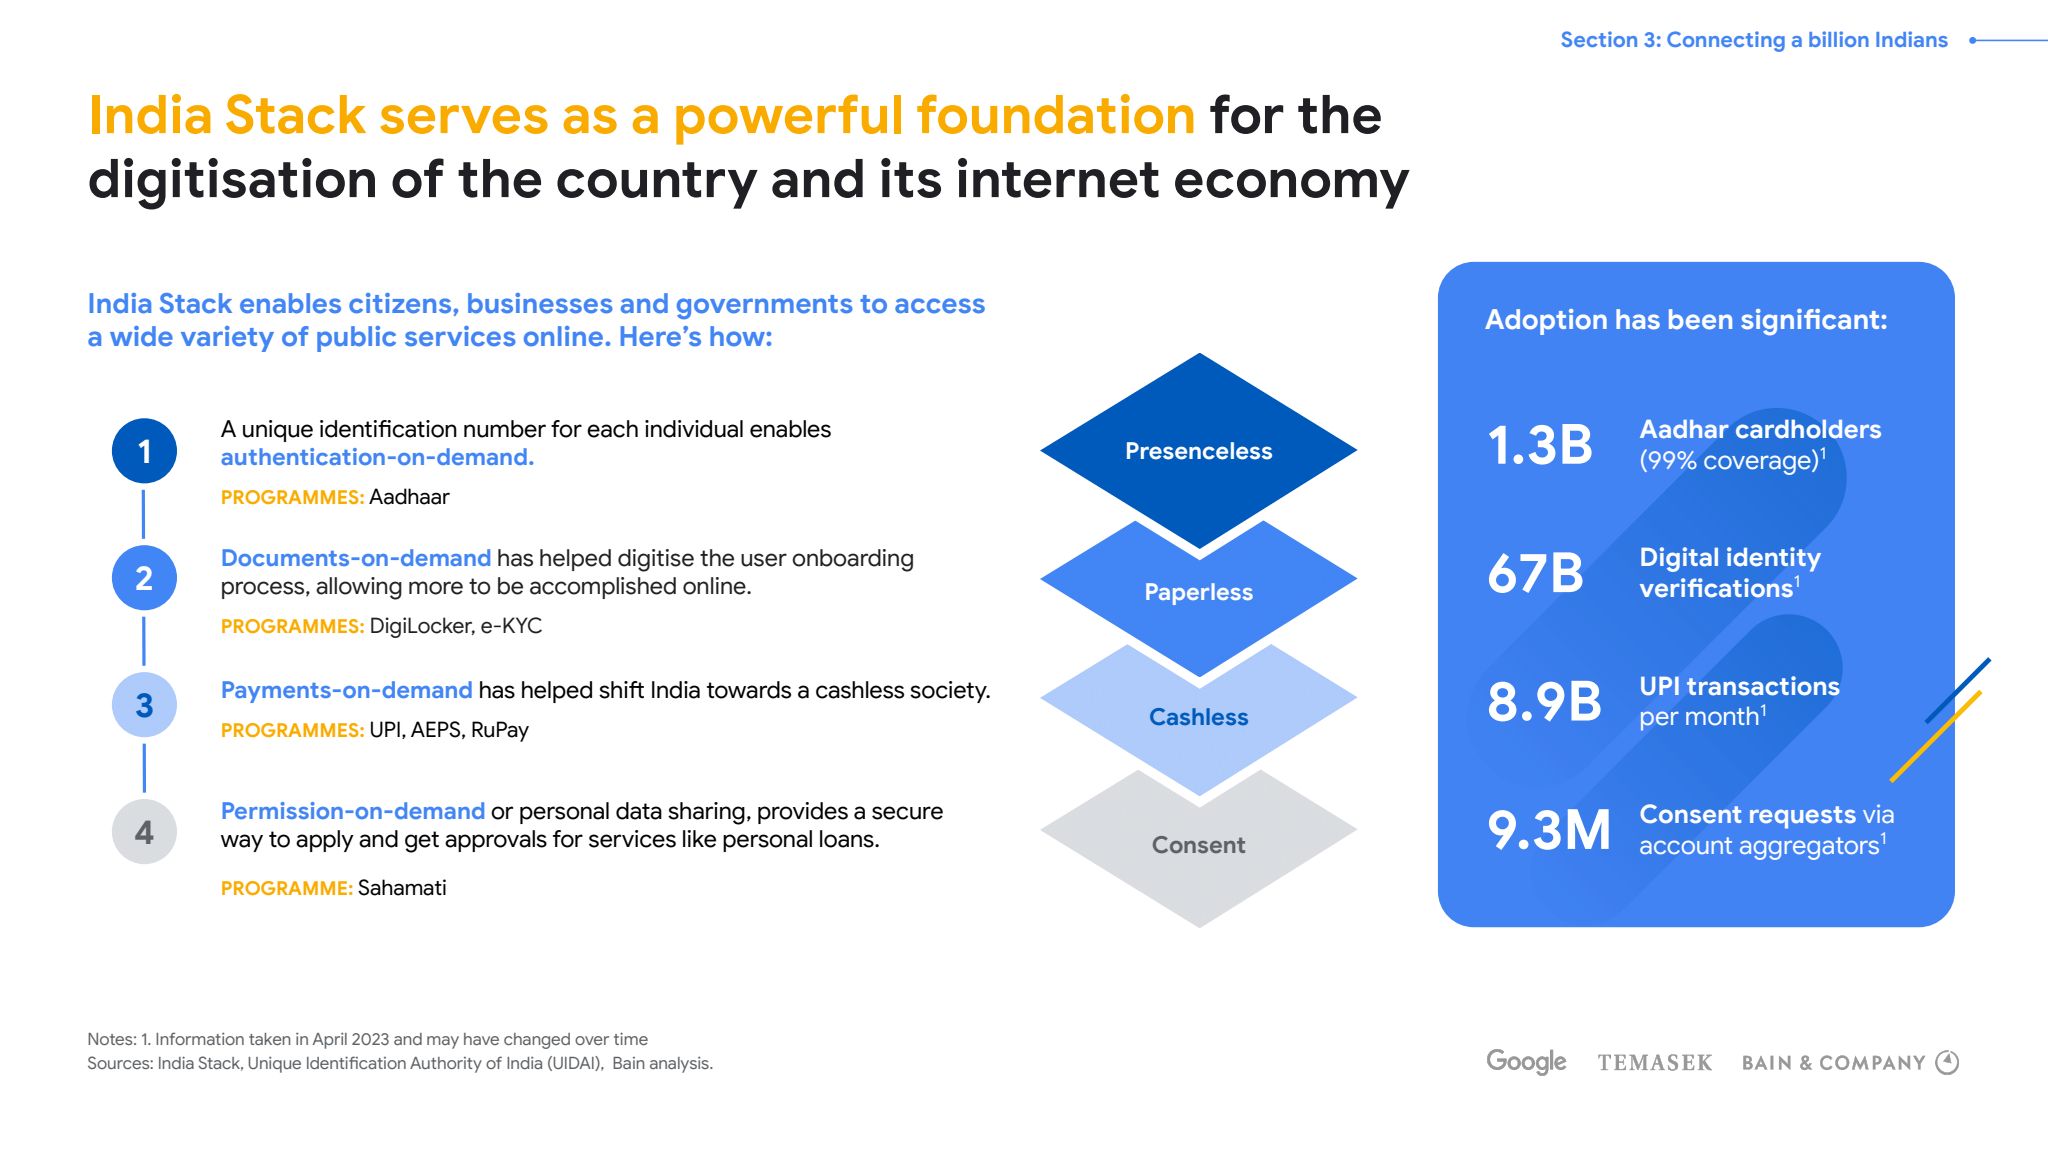 Section 3: Connecting a billion Indians
India Stack serves as a powerful foundation for the
digitisation of the country and its internet economy
India Stack enables citizens, businesses and governments to access
a wide variety of public services online. Here's how:
1
A unique identification number for each individual enables
authentication-on-demand.
PROGRAMMES: Aadhaar
2
Documents-on-demand has helped digitise the user onboarding
process, allowing more to be accomplished online.
PROGRAMMES: DigiLocker, e-KYC
3
Payments-on-demand has helped shift India towards a cashless society.
PROGRAMMES: UPI, AEPS, RuPay
4
Permission-on-demand or personal data sharing, provides a secure
way to apply and get approvals for services like personal loans.
PROGRAMME: Sahamati
Presenceless
Paperless
Cashless
Consent
Adoption has been significant:
1.3B
Aadhar cardholders
(99% coverage)¹
67B
Digital identity
verifications¹
8.9B
UPI transactions
per month¹
9.3M
Consent requests via
account aggregators¹
Notes: 1. Information taken in April 2023 and may have changed over time
Sources: India Stack, Unique Identification Authority of India (UIDAI), Bain analysis.
Google
TEMASEK
BAIN & COMPANY